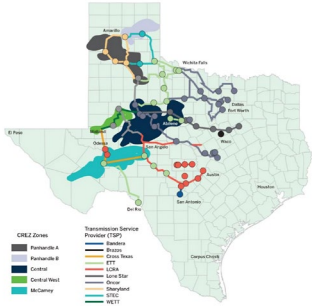 Amarillo
Wichita Falls
Dallas
Fort Worth
Abilene
El Paso
Odessa
San Angelo
Waco
Austin
Houston
San Antonio
Del Rio
Corpus Christi
CREZ Zones
Panhandle A
Panhandle B
Central
Central West
McCamey
Transmission Service
Provider (TSP)
Bandera
Brazos
Cross Texas
ETT
LCRA
Lone Star
Oncor
Sharyland
STEC
WETT